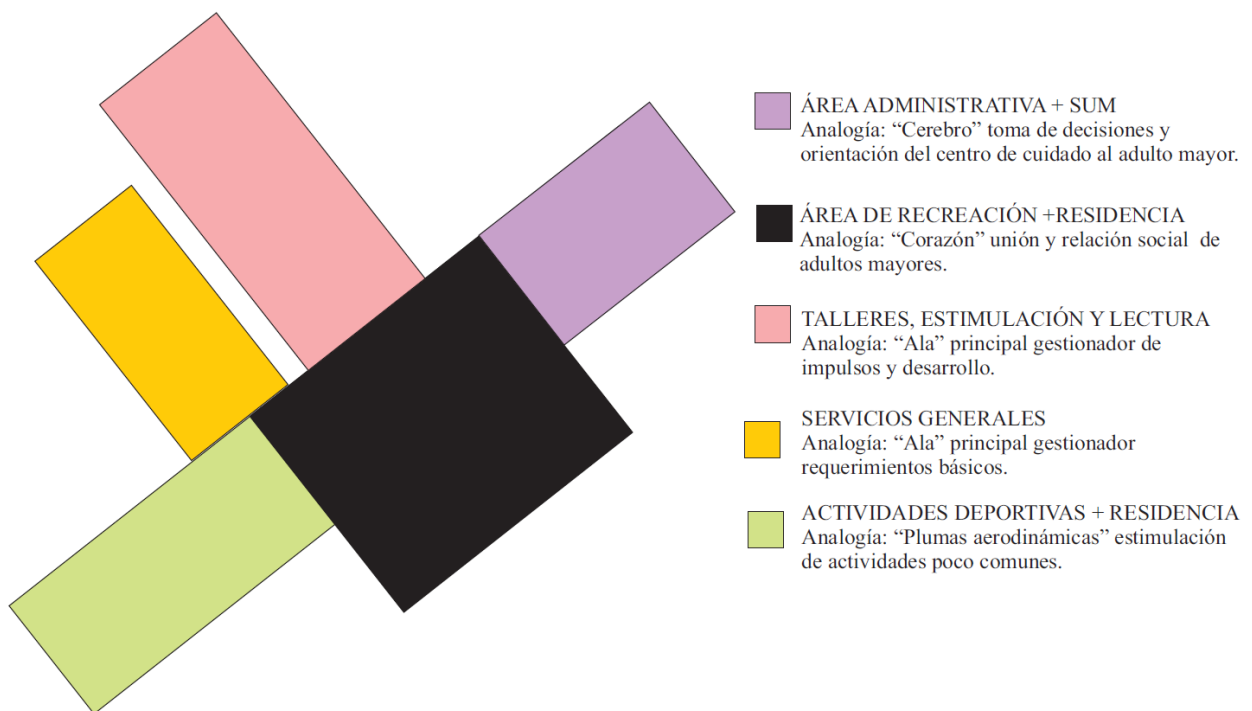 ÁREA ADMINISTRATIVA + SUM
Analogía: “Cerebro” toma de decisiones y
orientación del centro de cuidado al adulto mayor.
ÁREA DE RECREACIÓN +RESIDENCIA
Analogía: “Corazón” unión y relación social de
adultos mayores.
TALLERES, ESTIMULACIÓN Y LECTURA
Analogía: “Ala” principal gestionador de
impulsos y desarrollo.
SERVICIOS GENERALES
Analogía: “Ala” principal gestionador
requerimientos básicos.
ACTIVIDADES DEPORTIVAS + RESIDENCIA
Analogía: “Plumas aerodinámicas” estimulación
de actividades poco comunes.